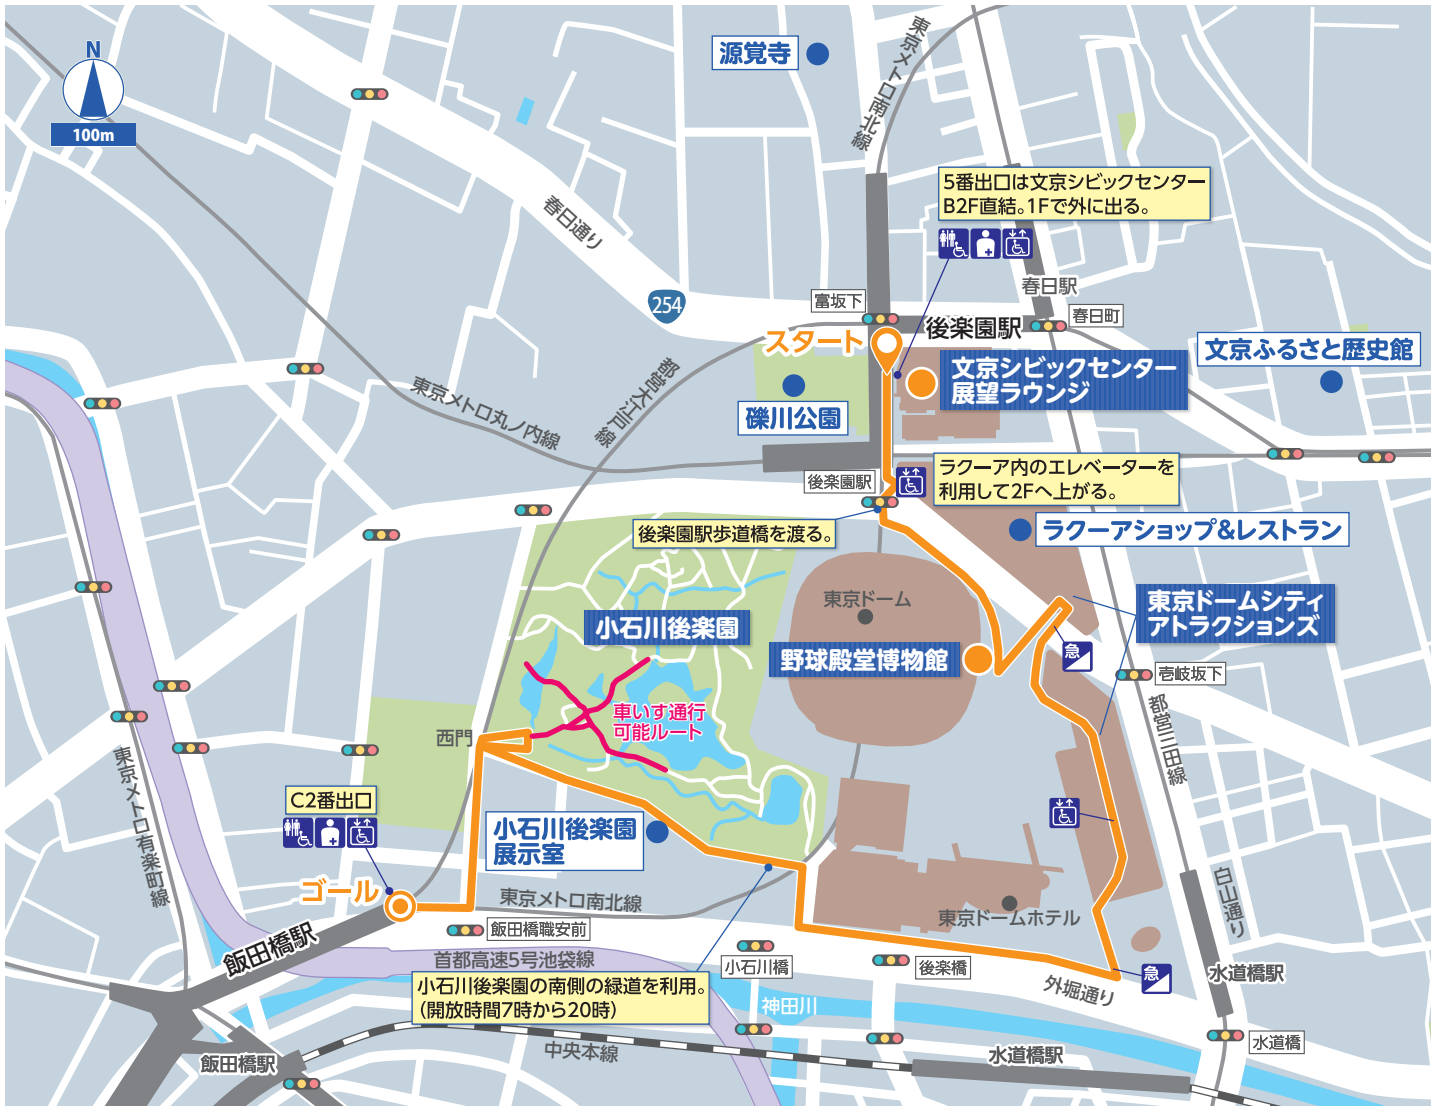 N
100m
源覚寺
東京メトロ南北線
5番出口は文京シビックセンター
B2F直結。1Fで外に出る。
春日通り
254
富坂下
春日駅
後楽園駅
春日町
スタート
文京シビックセンター
展望ラウンジ
文京ふるさと歴史館
都営大江戸線
東京メトロ丸ノ内線
礫川公園
後楽園駅
ラクーア内のエレベーターを
利用して2Fへ上がる。
後楽園駅歩道橋を渡る。
ラクーアショップ&レストラン
東京ドーム
東京ドームシティ
アトラクションズ
小石川後楽園
野球殿堂博物館
急
壱岐坂下
都営三田線
車いす通行
可能ルート
西門
東京メトロ有楽町線
C2番出口
小石川後楽園
展示室
ゴール
東京メトロ南北線
東京ドームホテル
白山通り
飯田橋駅
飯田橋職安前
首都高速5号池袋線
小石川橋
後楽橋
急
外堀通り
水道橋駅
小石川後楽園の南側の緑道を利用。
(開放時間7時から20時)
神田川
飯田橋駅
中央本線
水道橋駅
水道橋